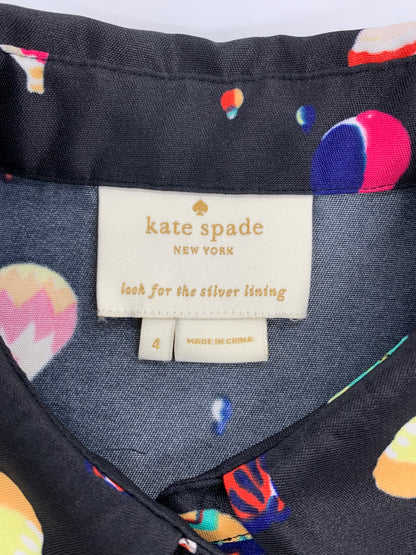 kate spade
NEW YORK
look for the silver lining
4
MADE IN CHINA